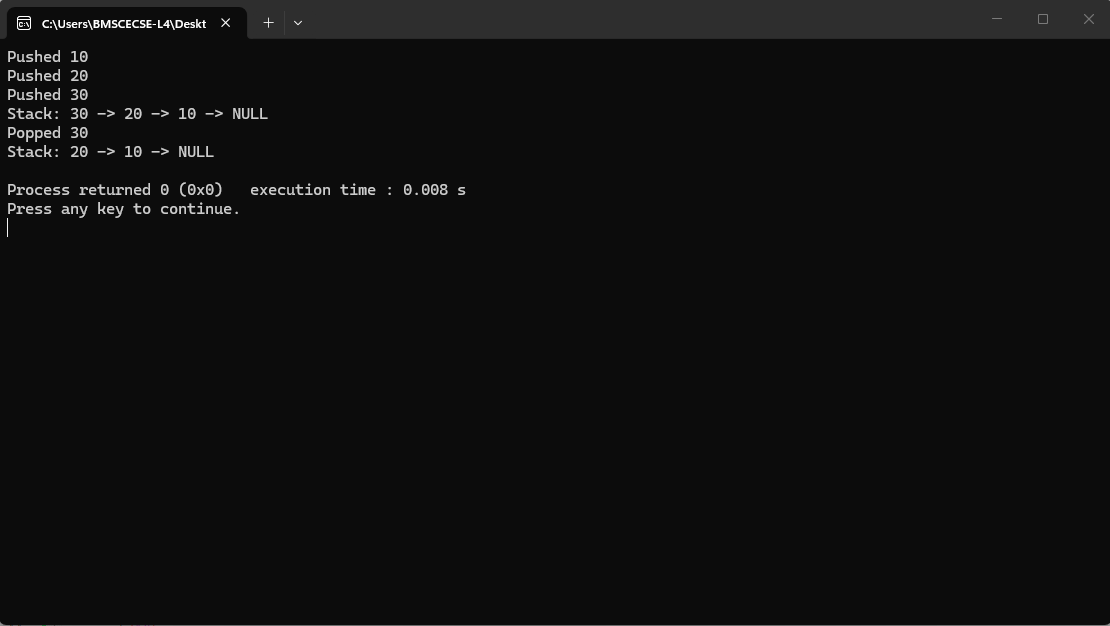 C:\Users\BMSCECSE-L4\Deskt
Pushed 10
Pushed 20
Pushed 30
Stack: 30 -> 20 -> 10 -> NULL
Popped 30
Stack: 20 -> 10 -> NULL
Process returned 0 (0x0)   execution time : 0.008 s
Press any key to continue.